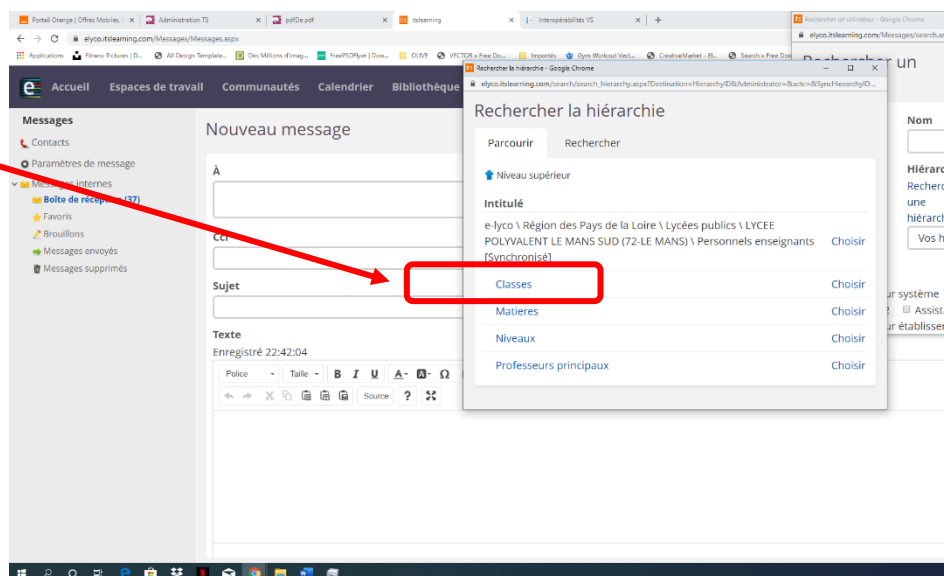 Portail Orange | Offres Mobiles,
Administration TS
pdfDe.pdf
itslearning
Interopérabilités VS
Rechercher un utilisateur - Google Chrome
elyco.itslearning.com/Messages/Messages.aspx
elyco.itslearning.com/Messages/search.as
Applications
Fitness Pictures | D...
All Design Template...
Des Millions d'imag...
FreePSDFlyer | Dow...
OLIVE
VECTOR » Free Do...
Importés
Gym Workout Vect...
CreativeMarket - El...
Search » Free Dow
Rechercher la hiérarchie - Google Chrome
elyco.itslearning.com/search/search_hierarchy.aspx?Destination=HierarchyID&Administrator=&actc=&SyncHierarchyID...
Accueil
Espaces de travail
Communautés
Calendrier
Bibliothèque
Messages
Contacts
Paramètres de message
Messages internes
Boîte de réception (37)
Favoris
Brouillons
Messages envoyés
Messages supprimés
Nouveau message
À
Cci
Sujet
Texte
Enregistré 22:42:04
Police
Taille
B I U A A Ω
Source
?
Rechercher la hiérarchie
Parcourir
Rechercher
Niveau supérieur
Intitulé
e-lyco \ Région des Pays de la Loire \ Lycées publics \ LYCEE
POLYVALENT LE MANS SUD (72-LE MANS) \ Personnels enseignants
[Synchronisé]
Choisir
Classes
Choisir
Matieres
Choisir
Niveaux
Choisir
Professeurs principaux
Choisir
un
Nom
Hiérarc
Recherc
une
hiérarch
Vos h
ur système
Assista
ur établisser